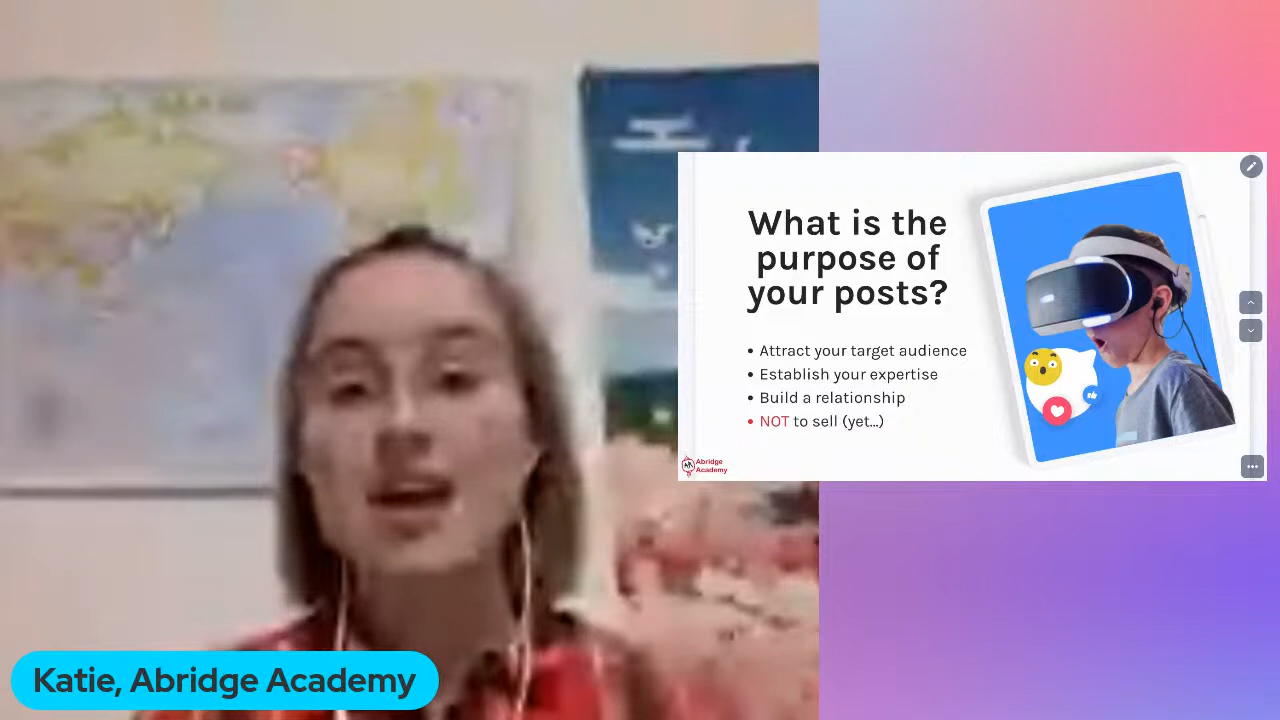 What is the
purpose of
your posts?
• Attract your target audience
• Establish your expertise
• Build a relationship
• NOT to sell (yet...)
Abridge
Academy
Katie, Abridge Academy